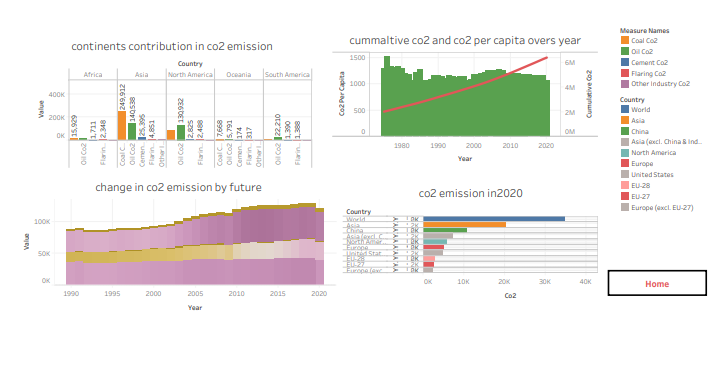 continents contribution in co2 emission
Country
Africa Asia North America Oceania South America
Value
400K
200K
0K
15,929
1,711
2,348
249,912
140,538
25,395
4,851
130,932
2,825
2,488
7,668
5,791
174
317
22,210
1,390
1,388
Oil Co2 Flarin.. Coal C.. Oil Co2 Cemen.. Flarin.. Other I.. Oil Co2 Flarin.. Coal C.. Oil Co2 Cemen.. Flarin.. Other I.. Oil Co2 Flarin..
cummaltive co2 and co2 per capita overs year
Co2 Per Capita
1500
1000
500
0
6M
4M
2M
0M
Cumulative Co2
1980 1990 2000 2010 2020
Year
Measure Names
Coal Co2
Oil Co2
Cement Co2
Flaring Co2
Other Industry Co2
Country
World
Asia
China
Asia (excl. China & Ind..
North America
Europe
United States
EU-28
EU-27
Europe (excl. EU-27)
change in co2 emission by future
Value
100K
50K
0K
1990 1995 2000 2005 2010 2015 2020
Year
co2 emission in2020
Country
World
Asia
China
Asia (excl. C...
North Amer..
Europe
United Stat..
EU-28
EU-27
Europe (exc..
0K 5K 10K 15K 20K 25K 30K 35K 40K
Co2
Home